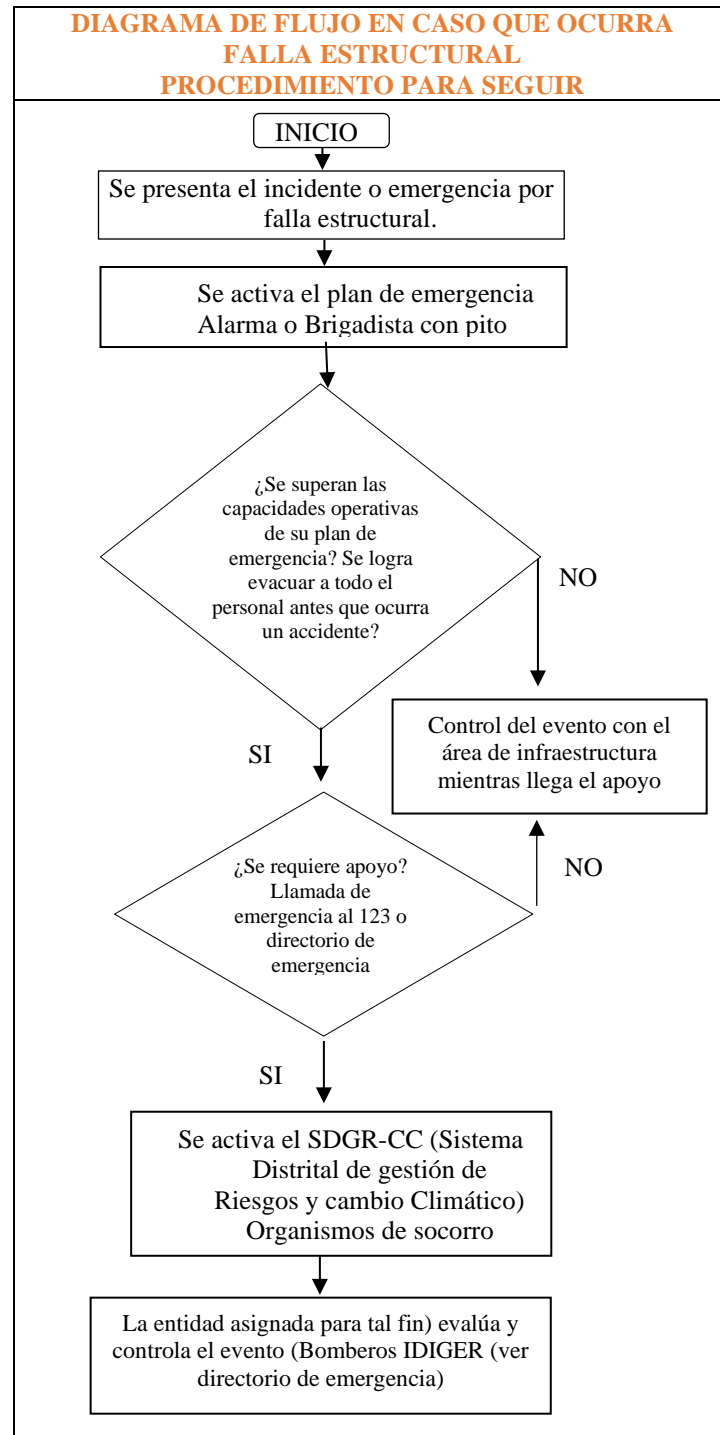 DIAGRAMA DE FLUJO EN CASO QUE OCURRA
FALLA ESTRUCTURAL
PROCEDIMIENTO PARA SEGUIR
INICIO
Se presenta el incidente o emergencia por
falla estructural.
Se activa el plan de emergencia
Alarma o Brigadista con pito
¿Se superan las
capacidades operativas
de su plan de
emergencia? Se logra
evacuar a todo el
personal antes que ocurra
un accidente?
NO
Control del evento con el
área de infraestructura
mientras llega el apoyo
SI
¿Se requiere apoyo?
Llamada de
emergencia al 123 o
directorio de
emergencia
NO
SI
Se activa el SDGR-CC (Sistema
Distrital de gestión de
Riesgos y cambio Climático)
Organismos de socorro
La entidad asignada para tal fin) evalúa y
controla el evento (Bomberos IDIGER (ver
directorio de emergencia)